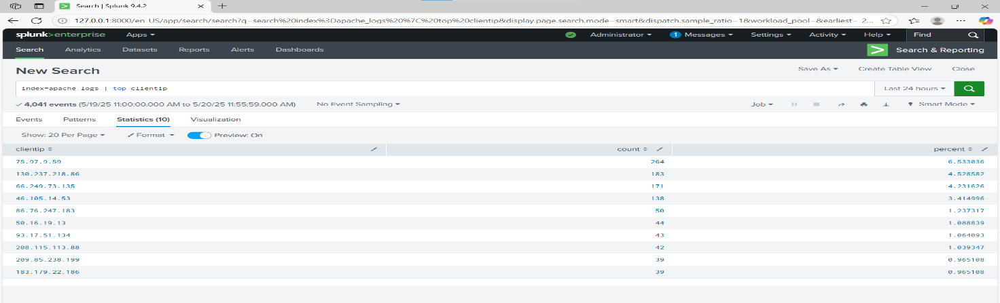 Search | Splunk 9.4.2
127.0.0.1:8000/en US/app/search/search?q=search%20index%3Dapache_logs%20%7C%20top%20clientip&display.page.search.mode=smart&dispatch.sample_ratio=1&workload_pool=&earliest=-2...
splunk>enterprise Apps Administrator 1 Messages Settings Activity Help Find
Search Analytics Datasets Reports Alerts Dashboards Search & Reporting
New Search Save As Create Table View Close
index=apache logs | top clientip Last 24 hours
4,041 events (5/19/25 11:00:00.000 AM to 5/20/25 11:55:59.000 AM) No Event Sampling Job Smart Mode
Events Patterns Statistics (10) Visualization
Show: 20 Per Page Format Preview: On
clientip count percent
75.97.9.59 264 6.533036
130.237.218.86 183 4.528582
66.249.73.135 171 4.231626
46.105.14.53 138 3.414996
86.76.247.183 50 1.237317
50.16.19.13 44 1.088839
93.17.51.134 43 1.064093
208.115.113.88 42 1.039347
209.85.238.199 39 0.965108
183.179.22.186 39 0.965108